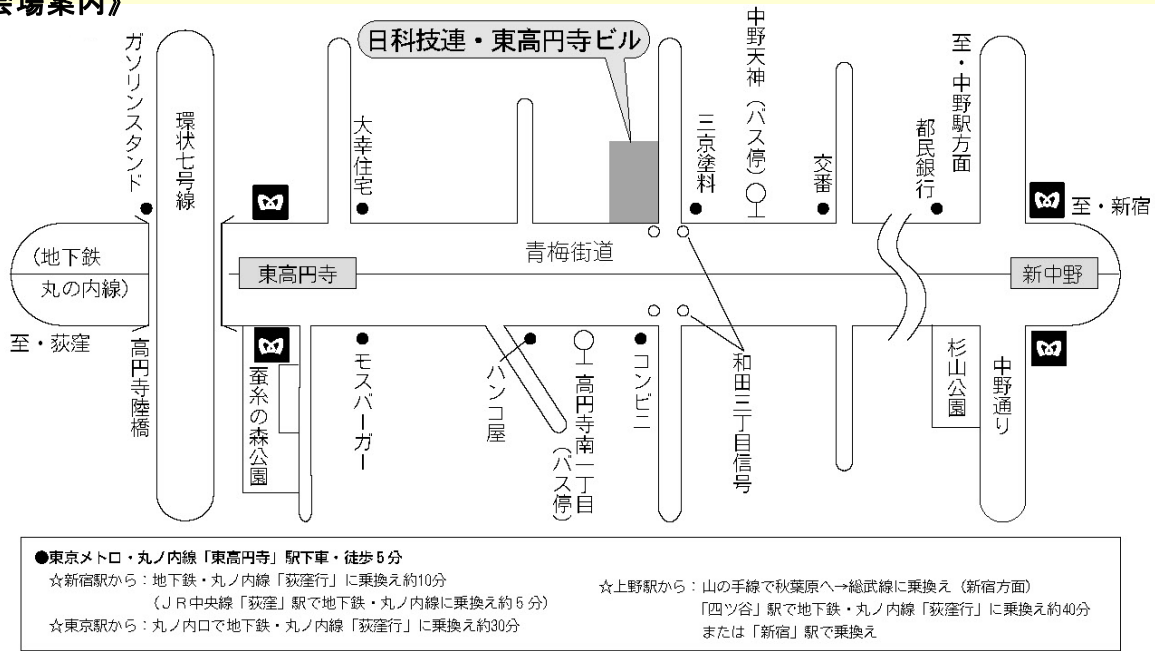 会場案内》
日科技連・東高円寺ビル
ガソリンスタンド
環状七号線
大幸住宅
三京塗料
中野天神（バス停）
交番
都民銀行
至・中野駅方面
至・新宿
（地下鉄
丸の内線）
東高円寺
青梅街道
新中野
至・荻窪
高円寺陸橋
蚕糸の森公園
モスバーガー
ハンコ屋
高円寺南一丁目
（バス停）
コンビニ
和田三丁目信号
杉山公園
中野通り
●東京メトロ・丸ノ内線「東高円寺」駅下車・徒歩5分
☆新宿駅から：地下鉄・丸ノ内線「荻窪行」に乗換え約10分
（ＪＲ中央線「荻窪」駅で地下鉄・丸ノ内線に乗換え約５分）
☆東京駅から：丸ノ内口で地下鉄・丸ノ内線「荻窪行」に乗換え約30分
☆上野駅から：山の手線で秋葉原へ→総武線に乗換え（新宿方面）
「四ツ谷」駅で地下鉄・丸ノ内線「荻窪行」に乗換え約40分
または「新宿」駅で乗換え